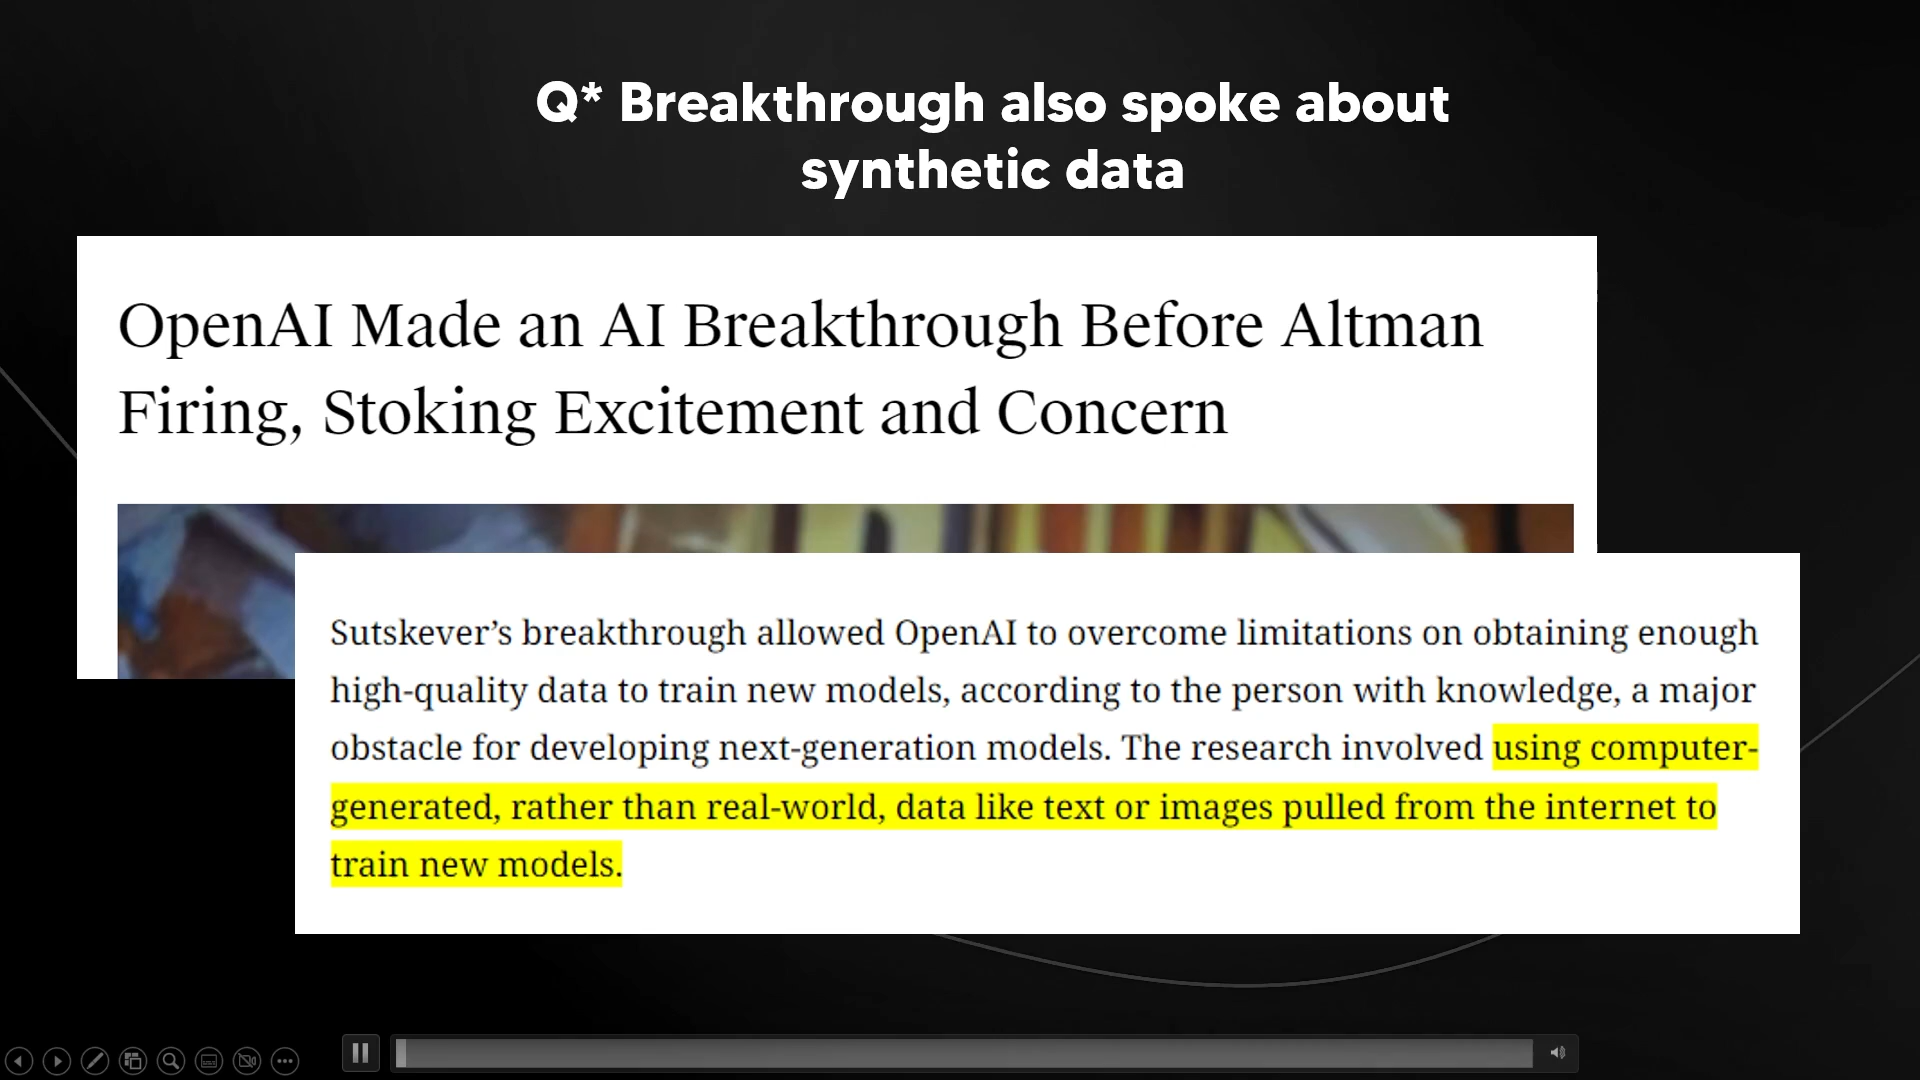 Q* Breakthrough also spoke about
synthetic data
OpenAI Made an AI Breakthrough Before Altman
Firing, Stoking Excitement and Concern
Sutskever’s breakthrough allowed OpenAI to overcome limitations on obtaining enough
high-quality data to train new models, according to the person with knowledge, a major
obstacle for developing next-generation models. The research involved using computer-
generated, rather than real-world, data like text or images pulled from the internet to
train new models.